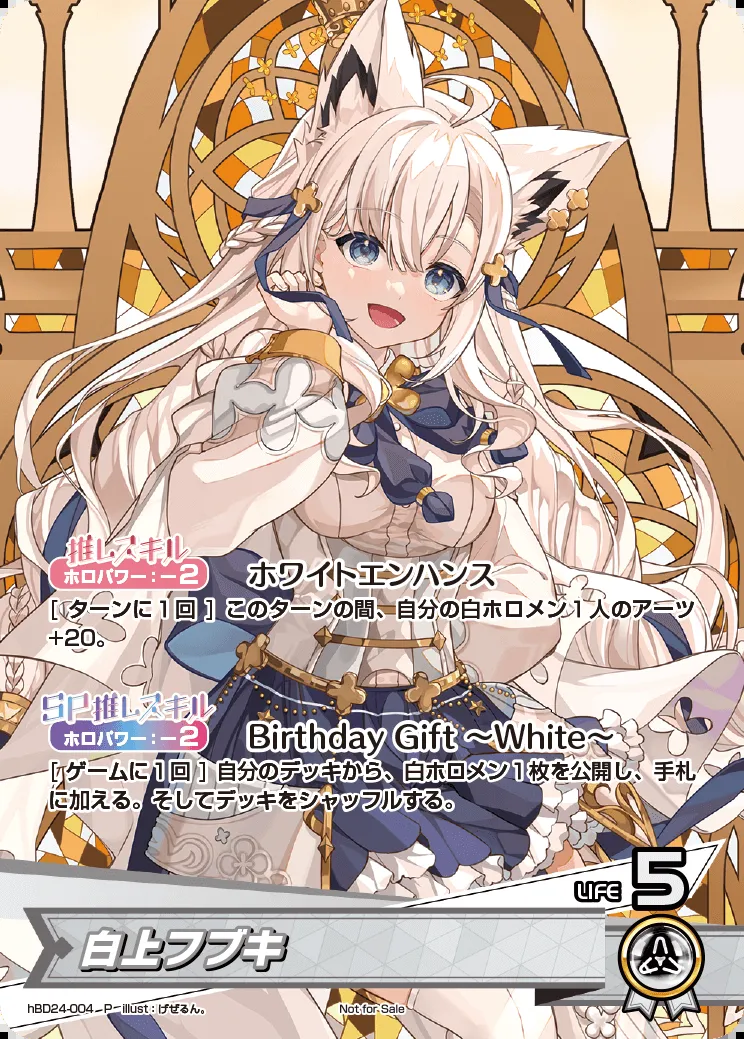 推しスキル
ホロパワー：－2
ホワイトエンハンス
[ ターンに１回 ] このターンの間、自分の白ホロメン１人のアーツ
+20。
SP推しスキル
ホロパワー：－2
Birthday Gift ～White～
[ ゲームに１回 ] 自分のデッキから、白ホロメン１枚を公開し、手札
に加える。そしてデッキをシャッフルする。
LIFE 5
白上フブキ
hBD24-004 P illust：げぜるん。 Not for Sale